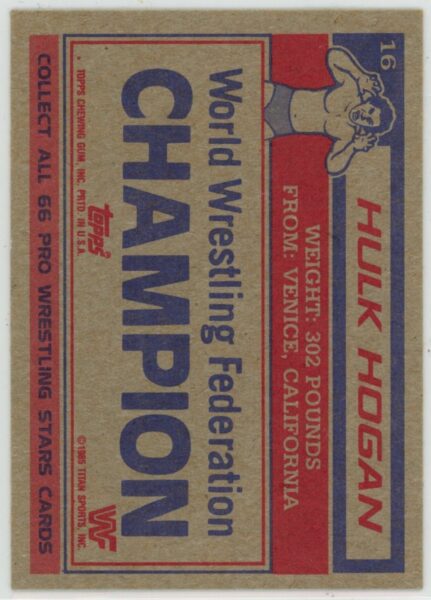 16
HULK HOGAN
WEIGHT: 302 POUNDS
FROM: VENICE, CALIFORNIA
World Wrestling Federation
CHAMPION
* TOPPS CHEWING GUM, INC. PRTD. IN U.S.A.
topps®
©1985 TITAN SPORTS, INC.
WF
COLLECT ALL 66 PRO WRESTLING STARS CARDS